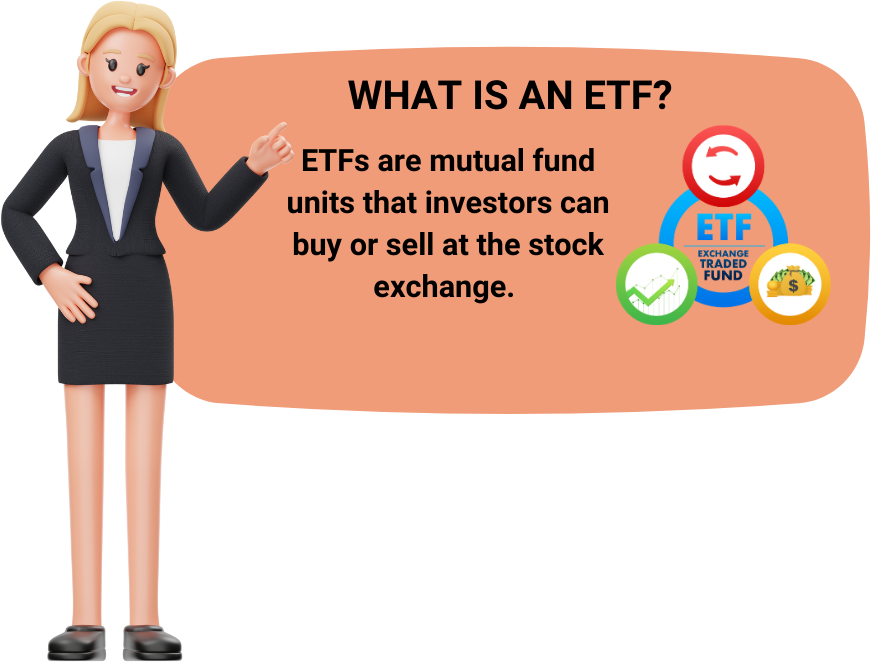 WHAT IS AN ETF?
ETFs are mutual fund
units that investors can
buy or sell at the stock
exchange.
ETF
EXCHANGE
TRADED
FUND
$